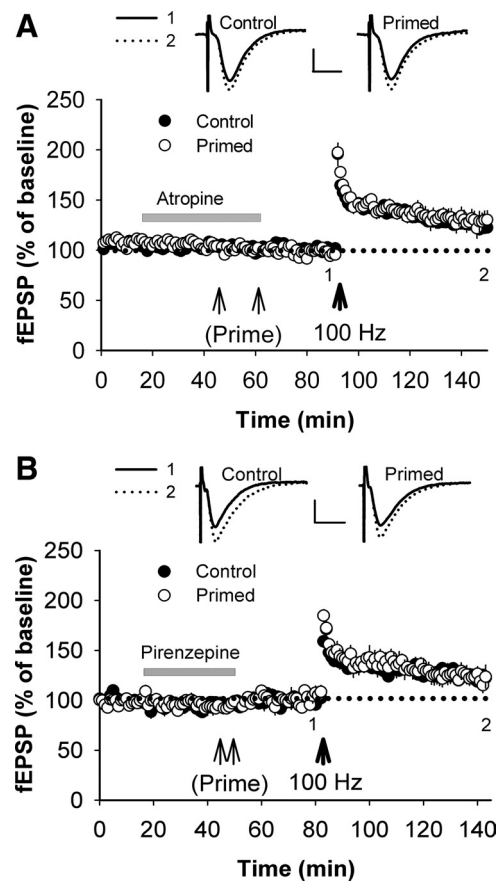 A
1 Control Primed
2
250
200
150
100
50
0
fEPSP (% of baseline)
Control
Primed
Atropine
1
2
(Prime)
100 Hz
0 20 40 60 80 100 120 140
Time (min)
B
1 Control Primed
2
250
200
150
100
50
0
fEPSP (% of baseline)
Control
Primed
Pirenzepine
1
2
(Prime)
100 Hz
0 20 40 60 80 100 120 140
Time (min)